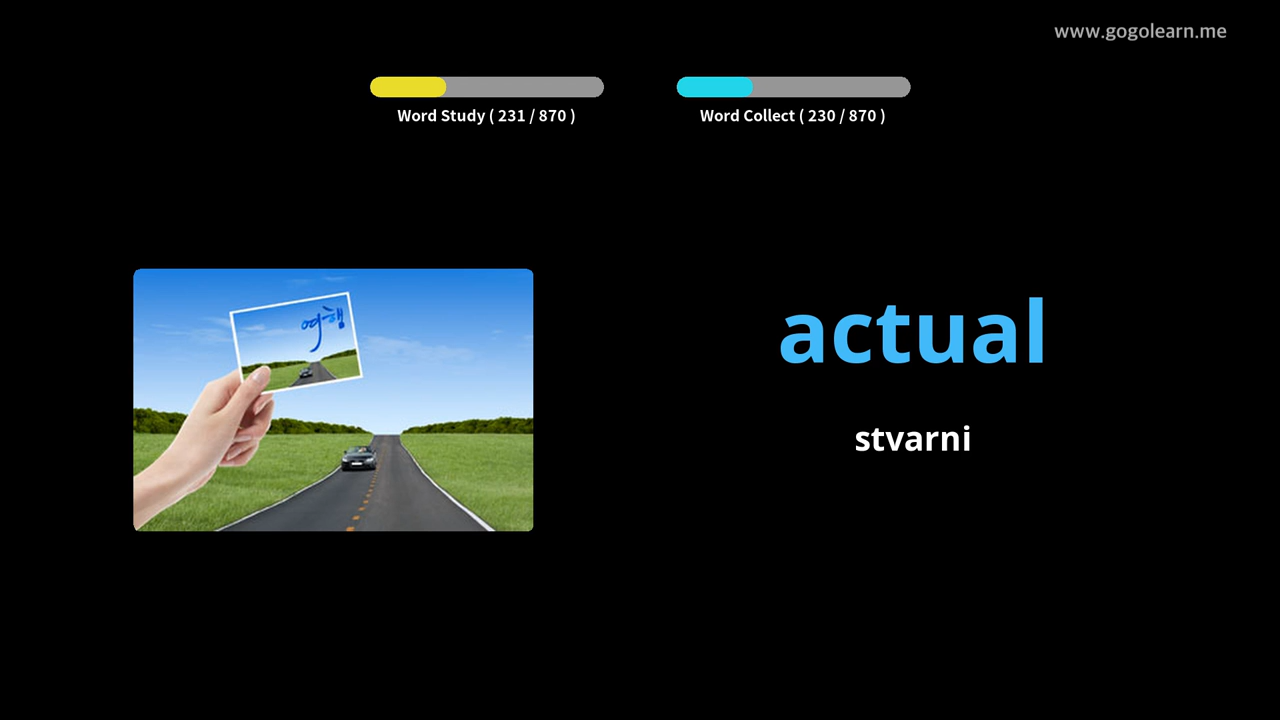 www.gogolearn.me
Word Study ( 231 / 870 )
Word Collect ( 230 / 870 )
여행
actual
stvarni